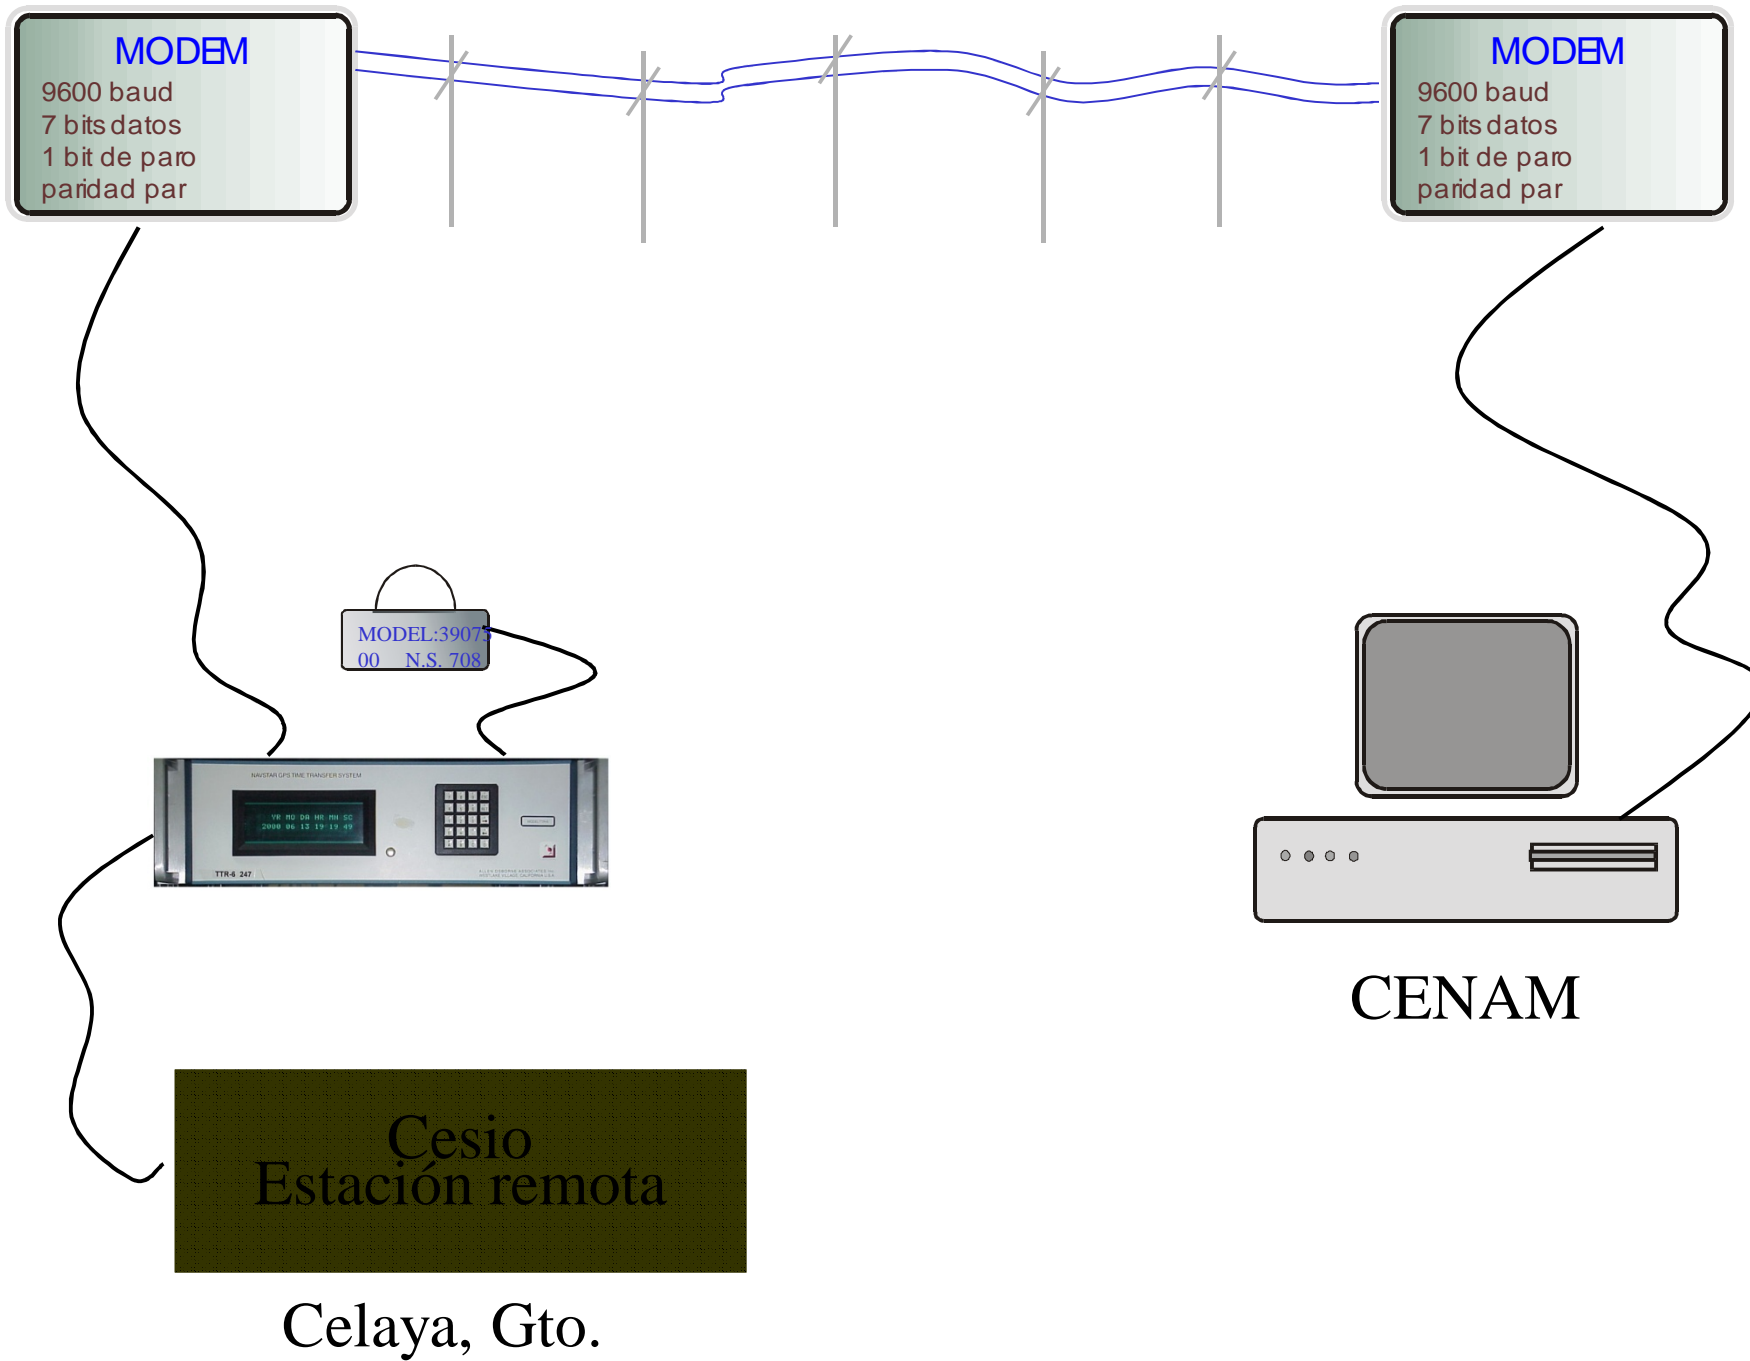 MODEM
9600 baud
7 bits datos
1 bit de paro
paridad par
MODEM
9600 baud
7 bits datos
1 bit de paro
paridad par
MODEL:39075
00 N.S. 708
NAVSTAR GPS TIME TRANSFER SYSTEM
YR MO DA HR MN SC
2000 06 13 19 19 49
TTR-6 247
CENAM
Cesio
Estación remota
Celaya, Gto.